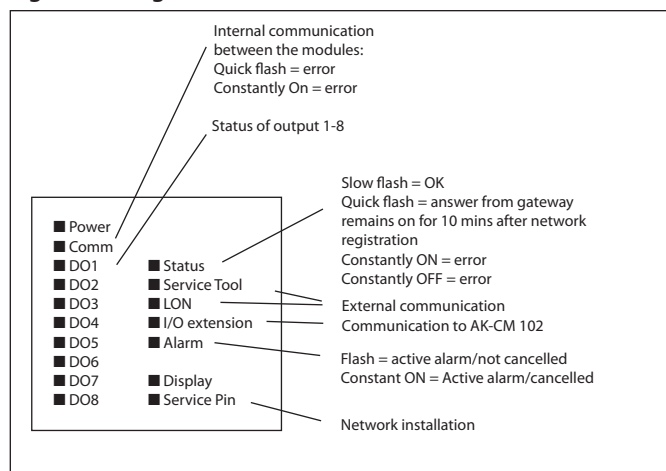 Internal communication
between the modules:
Quick flash = error
Constantly On = error
Status of output 1-8
Slow flash = OK
Quick flash = answer from gateway
remains on for 10 mins after network
registration
Constantly ON = error
Constantly OFF = error
External communication
Communication to AK-CM 102
Flash = active alarm/not cancelled
Constant ON = Active alarm/cancelled
Network installation
■ Power
■ Comm
■ DO1 ■ Status
■ DO2 ■ Service Tool
■ DO3 ■ LON
■ DO4 ■ I/O extension
■ DO5 ■ Alarm
■ DO6
■ DO7 ■ Display
■ DO8 ■ Service Pin